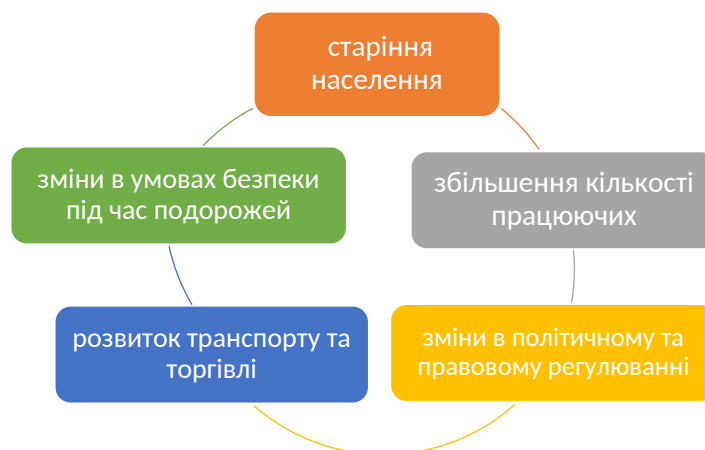 старіння
населення
зміни в умовах безпеки
під час подорожей
збільшення кількості
працюючих
розвиток транспорту та
торгівлі
зміни в політичному та
правовому регулюванні